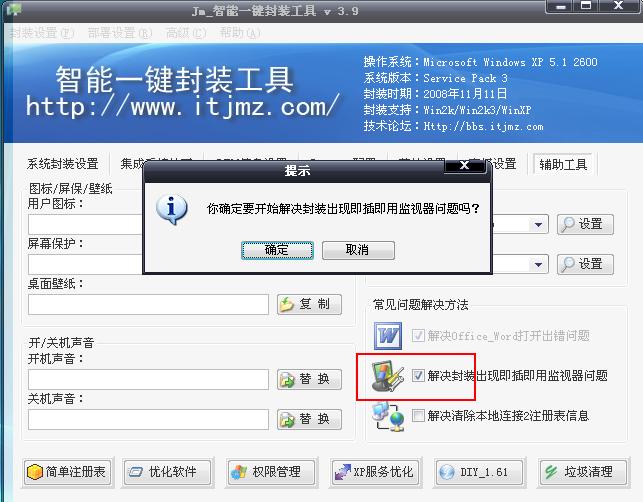 Jm_智能一键封装工具 v 3.9
封装设置(F) 部署设置(R) 高级(C) 帮助(A)
智能一键封装工具
http://www.itjmz.com/
操作系统：Microsoft Windows XP 5.1 2600
系统版本：Service Pack 3
封装时期：2008年11月11日
封装支持：Win2k/Win2k3/WinXP
技术论坛：Http://bbs.itjmz.com
系统封装设置
辅助工具
提示
你确定要开始解决封装出现即插即用监视器问题吗？
确定 取消
图标/屏保/壁纸
用户图标：
设置
屏幕保护：
设置
桌面壁纸：
复制
常见问题解决方法
解决Office_Word打开出错问题
解决封装出现即插即用监视器问题
解决清除本地连接2注册表信息
开/关机声音
开机声音：
替换
关机声音：
替换
简单注册表 优化软件 权限管理 XP服务优化 DIY_1.61 垃圾清理